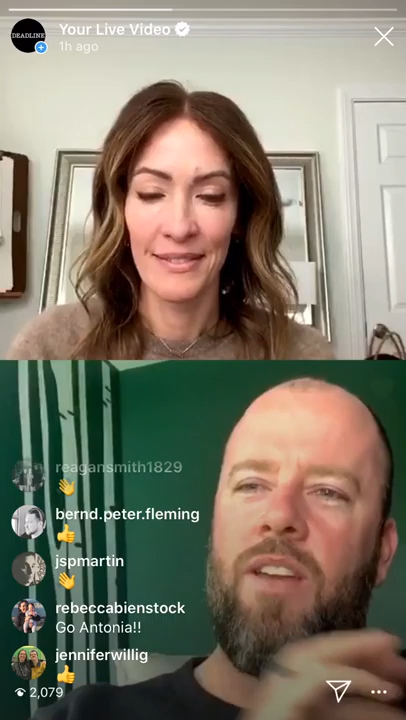 DEADLINE
Your Live Video
1h ago
reagansmith1829
👋
bernd.peter.fleming
👍
jspmartin
👋
rebeccabienstock
Go Antonia!!
jenniferwillig
👍
2,079